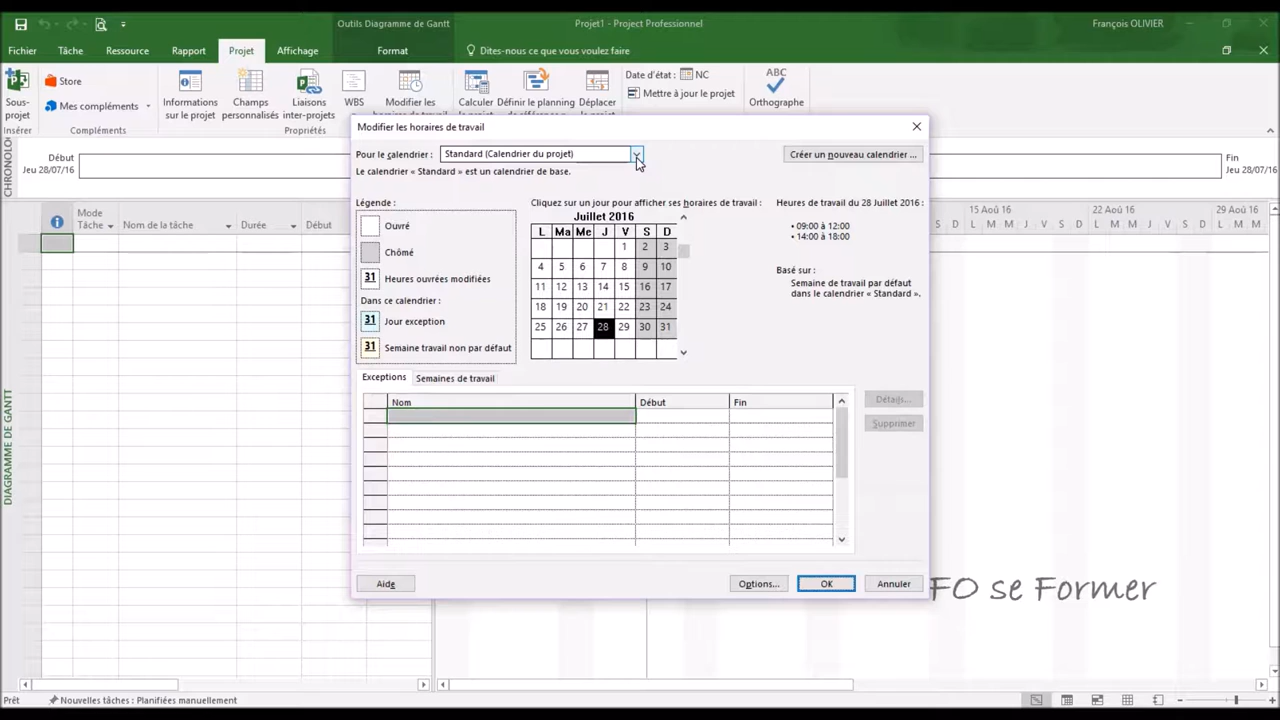 Outils Diagramme de Gantt
Projet1 - Project Professionnel
François OLIVIER
Fichier Tâche Ressource Rapport Projet Affichage Format Dites-nous ce que vous voulez faire
Sous-projet
Insérer
Store
Mes compléments
Compléments
Informations sur le projet
Champs personnalisés
Liaisons inter-projets
WBS
Modifier les
Propriétés
Calculer
Définir le planning
Déplacer
Date d'état : NC
Mettre à jour le projet
ABC
Orthographe
Modifier les horaires de travail
CHRONOLO
Début
Jeu 28/07/16
Fin
Jeu 28/07/16
Pour le calendrier : Standard (Calendrier du projet)
Créer un nouveau calendrier ...
Le calendrier « Standard » est un calendrier de base.
Légende :
Ouvré
Chômé
31 Heures ouvrées modifiées
Dans ce calendrier :
31 Jour exception
31 Semaine travail non par défaut
Cliquez sur un jour pour afficher ses horaires de travail :
Juillet 2016
L Ma Me J V S D
1 2 3
4 5 6 7 8 9 10
11 12 13 14 15 16 17
18 19 20 21 22 23 24
25 26 27 28 29 30 31
Heures de travail du 28 Juillet 2016 :
• 09:00 à 12:00
• 14:00 à 18:00
Basé sur :
Semaine de travail par défaut
dans le calendrier « Standard ».
Exceptions Semaines de travail
Nom Début Fin
Détails...
Supprimer
Aide
Options...
OK
Annuler
Mode Tâche
Nom de la tâche
Durée
Début
15 Aoû 16 22 Aoû 16 29 Aoû 16
S D L M M J V S D L M M J V S D L M M
DIAGRAMME DE GANTT
FO se Former
Prêt
Nouvelles tâches : Planifiées manuellement